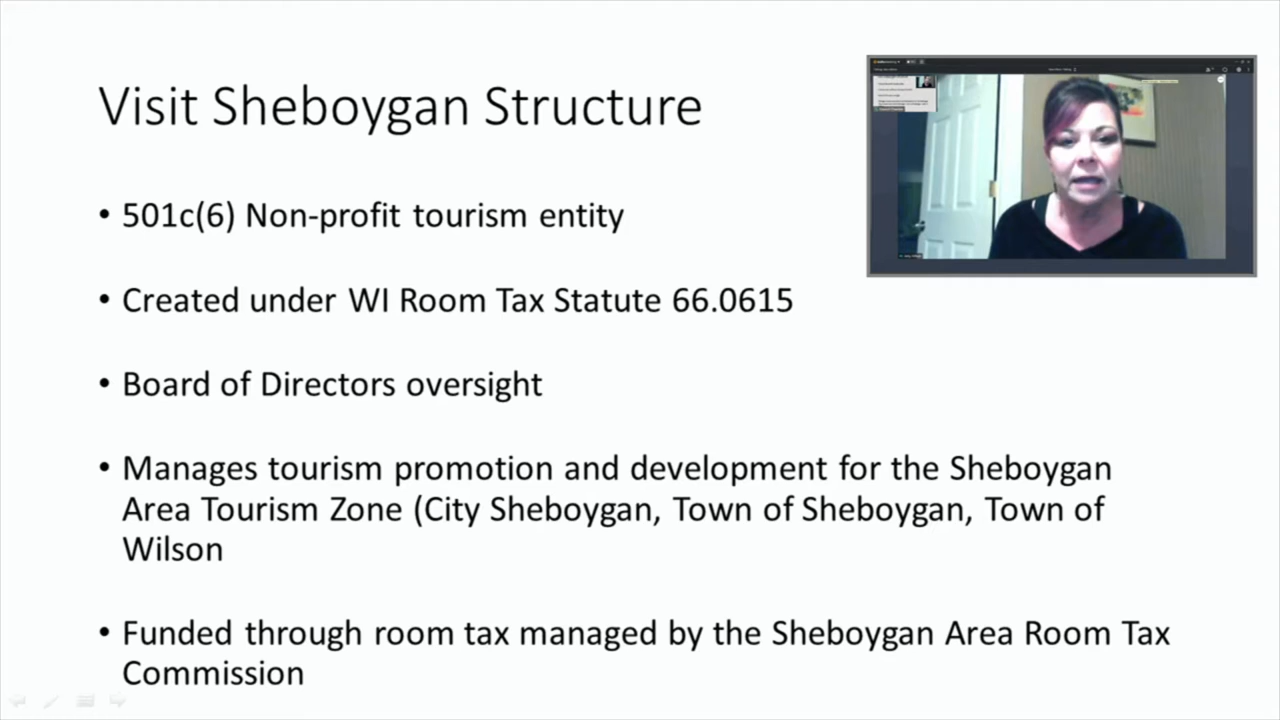 Visit Sheboygan Structure
• 501c(6) Non-profit tourism entity
• Created under WI Room Tax Statute 66.0615
• Board of Directors oversight
• Manages tourism promotion and development for the Sheboygan
Area Tourism Zone (City Sheboygan, Town of Sheboygan, Town of
Wilson
• Funded through room tax managed by the Sheboygan Area Room Tax
Commission